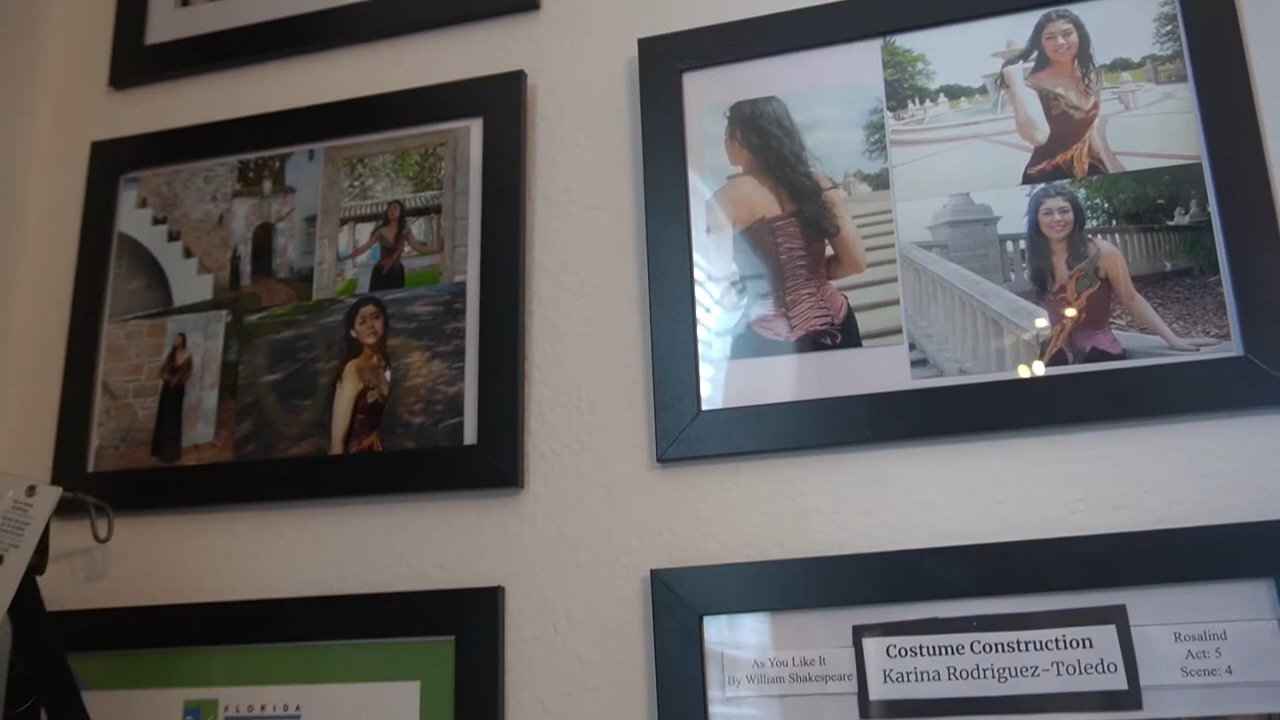 As You Like It
By William Shakespeare
Costume Construction
Karina Rodriguez-Toledo
Rosalind
Act: 5
Scene: 4
FLORIDA